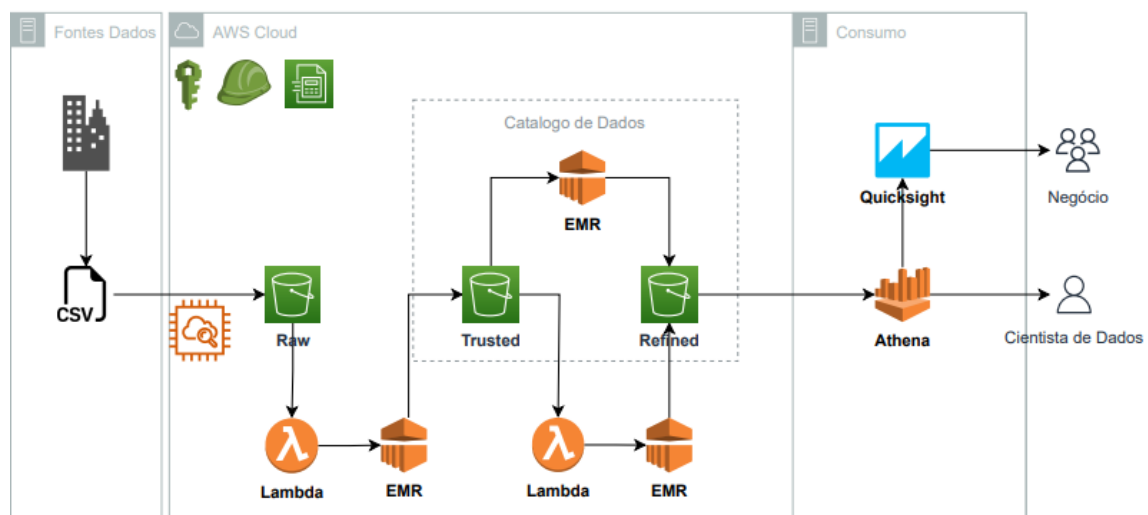 Fontes Dados
AWS Cloud
Consumo
Catalogo de Dados
EMR
Quicksight
Negócio
CSV
Raw
Trusted
Refined
Athena
Cientista de Dados
λ
Lambda
EMR
λ
Lambda
EMR